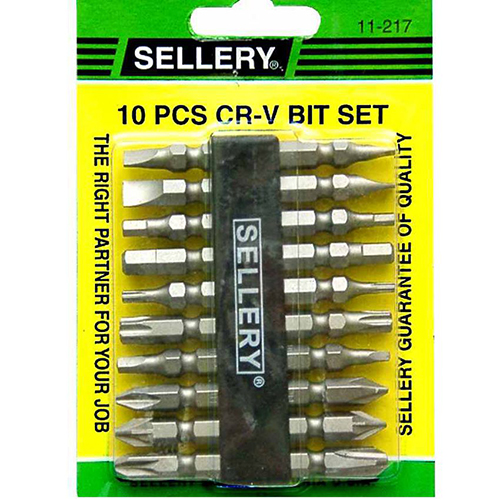 11-217
SELLERY®
10 PCS CR-V BIT SET
THE RIGHT PARTNER FOR YOUR JOB
SELLERY®
SELLERY GUARANTEE OF QUALITY